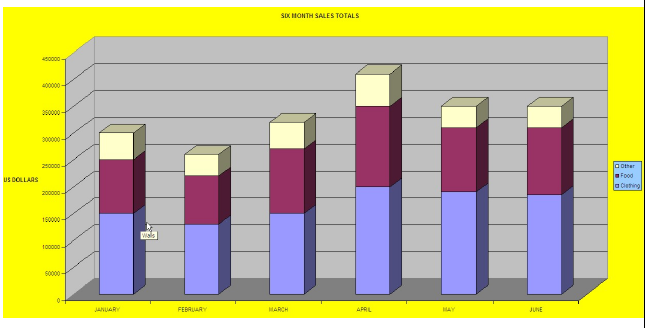 SIX MONTH SALES TOTALS
450000
400000
350000
300000
250000
200000
150000
100000
50000
0
US DOLLARS
Walls
Other
Food
Clothing
JANUARY FEBRUARY MARCH APRIL MAY JUNE